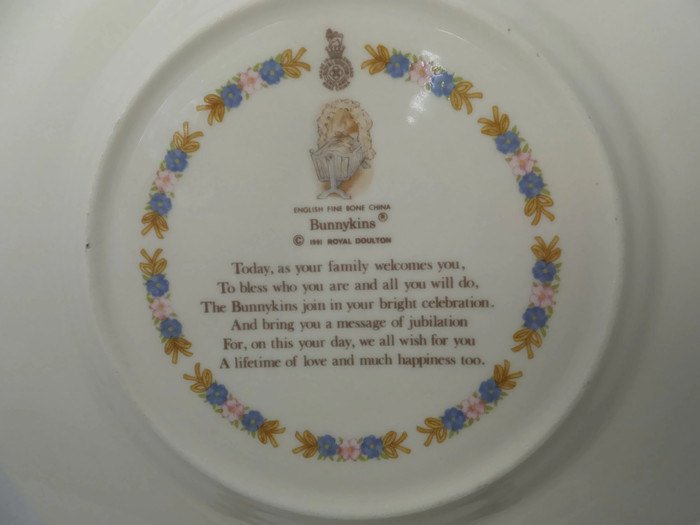 ENGLISH FINE BONE CHINA
Bunnykins®
© 1991 ROYAL DOULTON
Today, as your family welcomes you,
To bless who you are and all you will do,
The Bunnykins join in your bright celebration.
And bring you a message of jubilation
For, on this your day, we all wish for you
A lifetime of love and much happiness too.